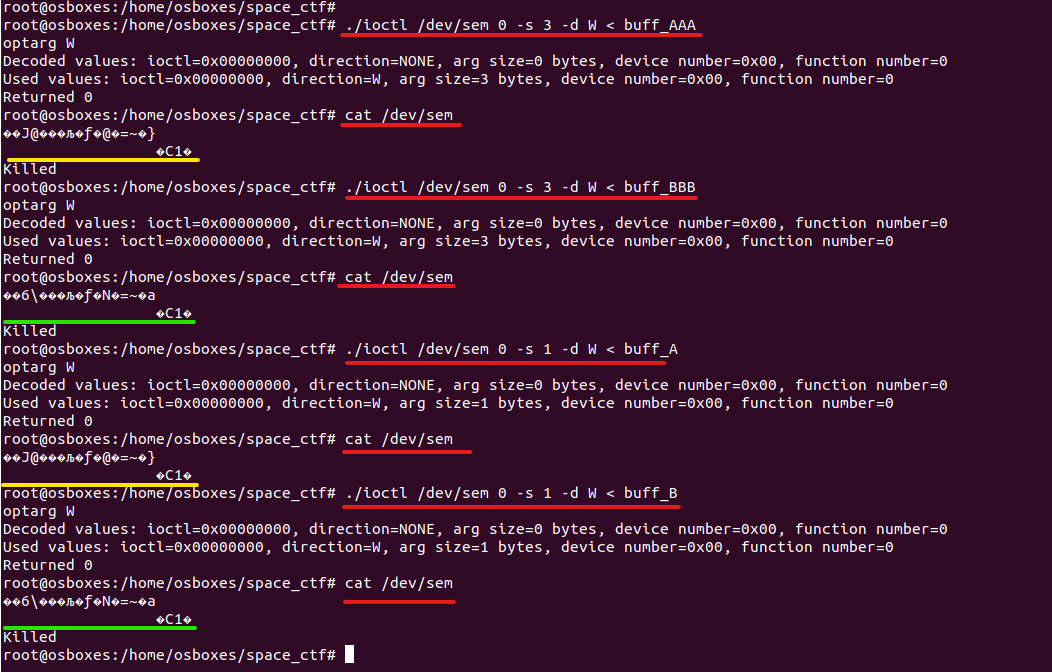 root@osboxes:/home/osboxes/space_ctf#
root@osboxes:/home/osboxes/space_ctf# ./ioctl /dev/sem 0 -s 3 -d W < buff_AAA
optarg W
Decoded values: ioctl=0x00000000, direction=NONE, arg size=0 bytes, device number=0x00, function number=0
Used values: ioctl=0x00000000, direction=W, arg size=3 bytes, device number=0x00, function number=0
Returned 0
root@osboxes:/home/osboxes/space_ctf# cat /dev/sem
��J@���љ�ƒ�@�=~�}
�C1�
Killed
root@osboxes:/home/osboxes/space_ctf# ./ioctl /dev/sem 0 -s 3 -d W < buff_BBB
optarg W
Decoded values: ioctl=0x00000000, direction=NONE, arg size=0 bytes, device number=0x00, function number=0
Used values: ioctl=0x00000000, direction=W, arg size=3 bytes, device number=0x00, function number=0
Returned 0
root@osboxes:/home/osboxes/space_ctf# cat /dev/sem
��б\���љ�ƒ�N�=~�a
�C1�
Killed
root@osboxes:/home/osboxes/space_ctf# ./ioctl /dev/sem 0 -s 1 -d W < buff_A
optarg W
Decoded values: ioctl=0x00000000, direction=NONE, arg size=0 bytes, device number=0x00, function number=0
Used values: ioctl=0x00000000, direction=W, arg size=1 bytes, device number=0x00, function number=0
Returned 0
root@osboxes:/home/osboxes/space_ctf# cat /dev/sem
��J@���љ�ƒ�@�=~�}
�C1�
root@osboxes:/home/osboxes/space_ctf# ./ioctl /dev/sem 0 -s 1 -d W < buff_B
optarg W
Decoded values: ioctl=0x00000000, direction=NONE, arg size=0 bytes, device number=0x00, function number=0
Used values: ioctl=0x00000000, direction=W, arg size=1 bytes, device number=0x00, function number=0
Returned 0
root@osboxes:/home/osboxes/space_ctf# cat /dev/sem
��б\���љ�ƒ�N�=~�a
�C1�
Killed
root@osboxes:/home/osboxes/space_ctf#